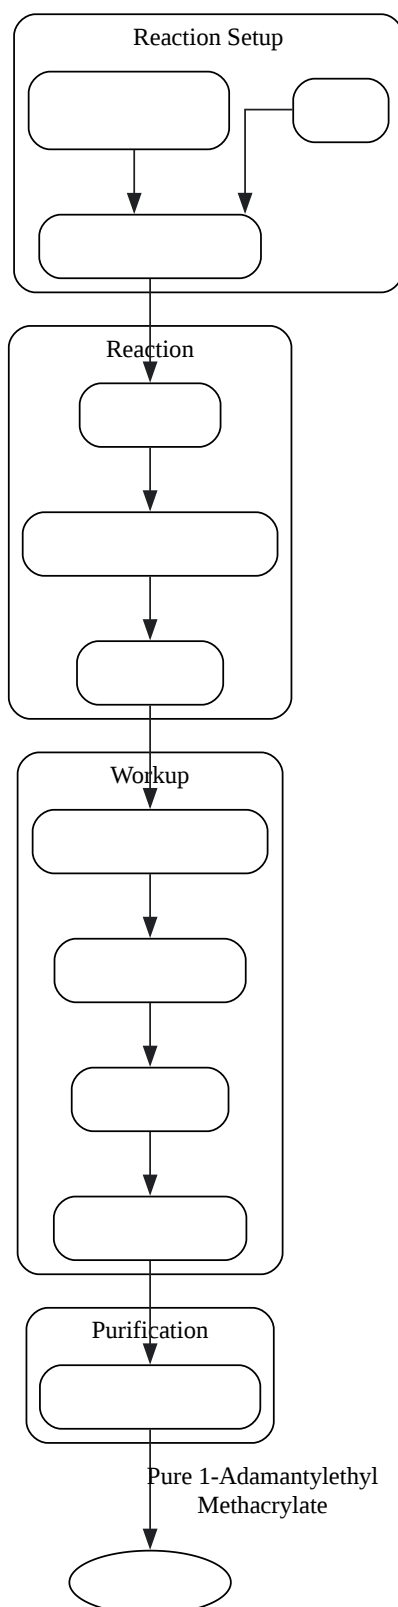 Reaction Setup
Reaction
Workup
Purification
Pure 1-Adamantylethyl
Methacrylate